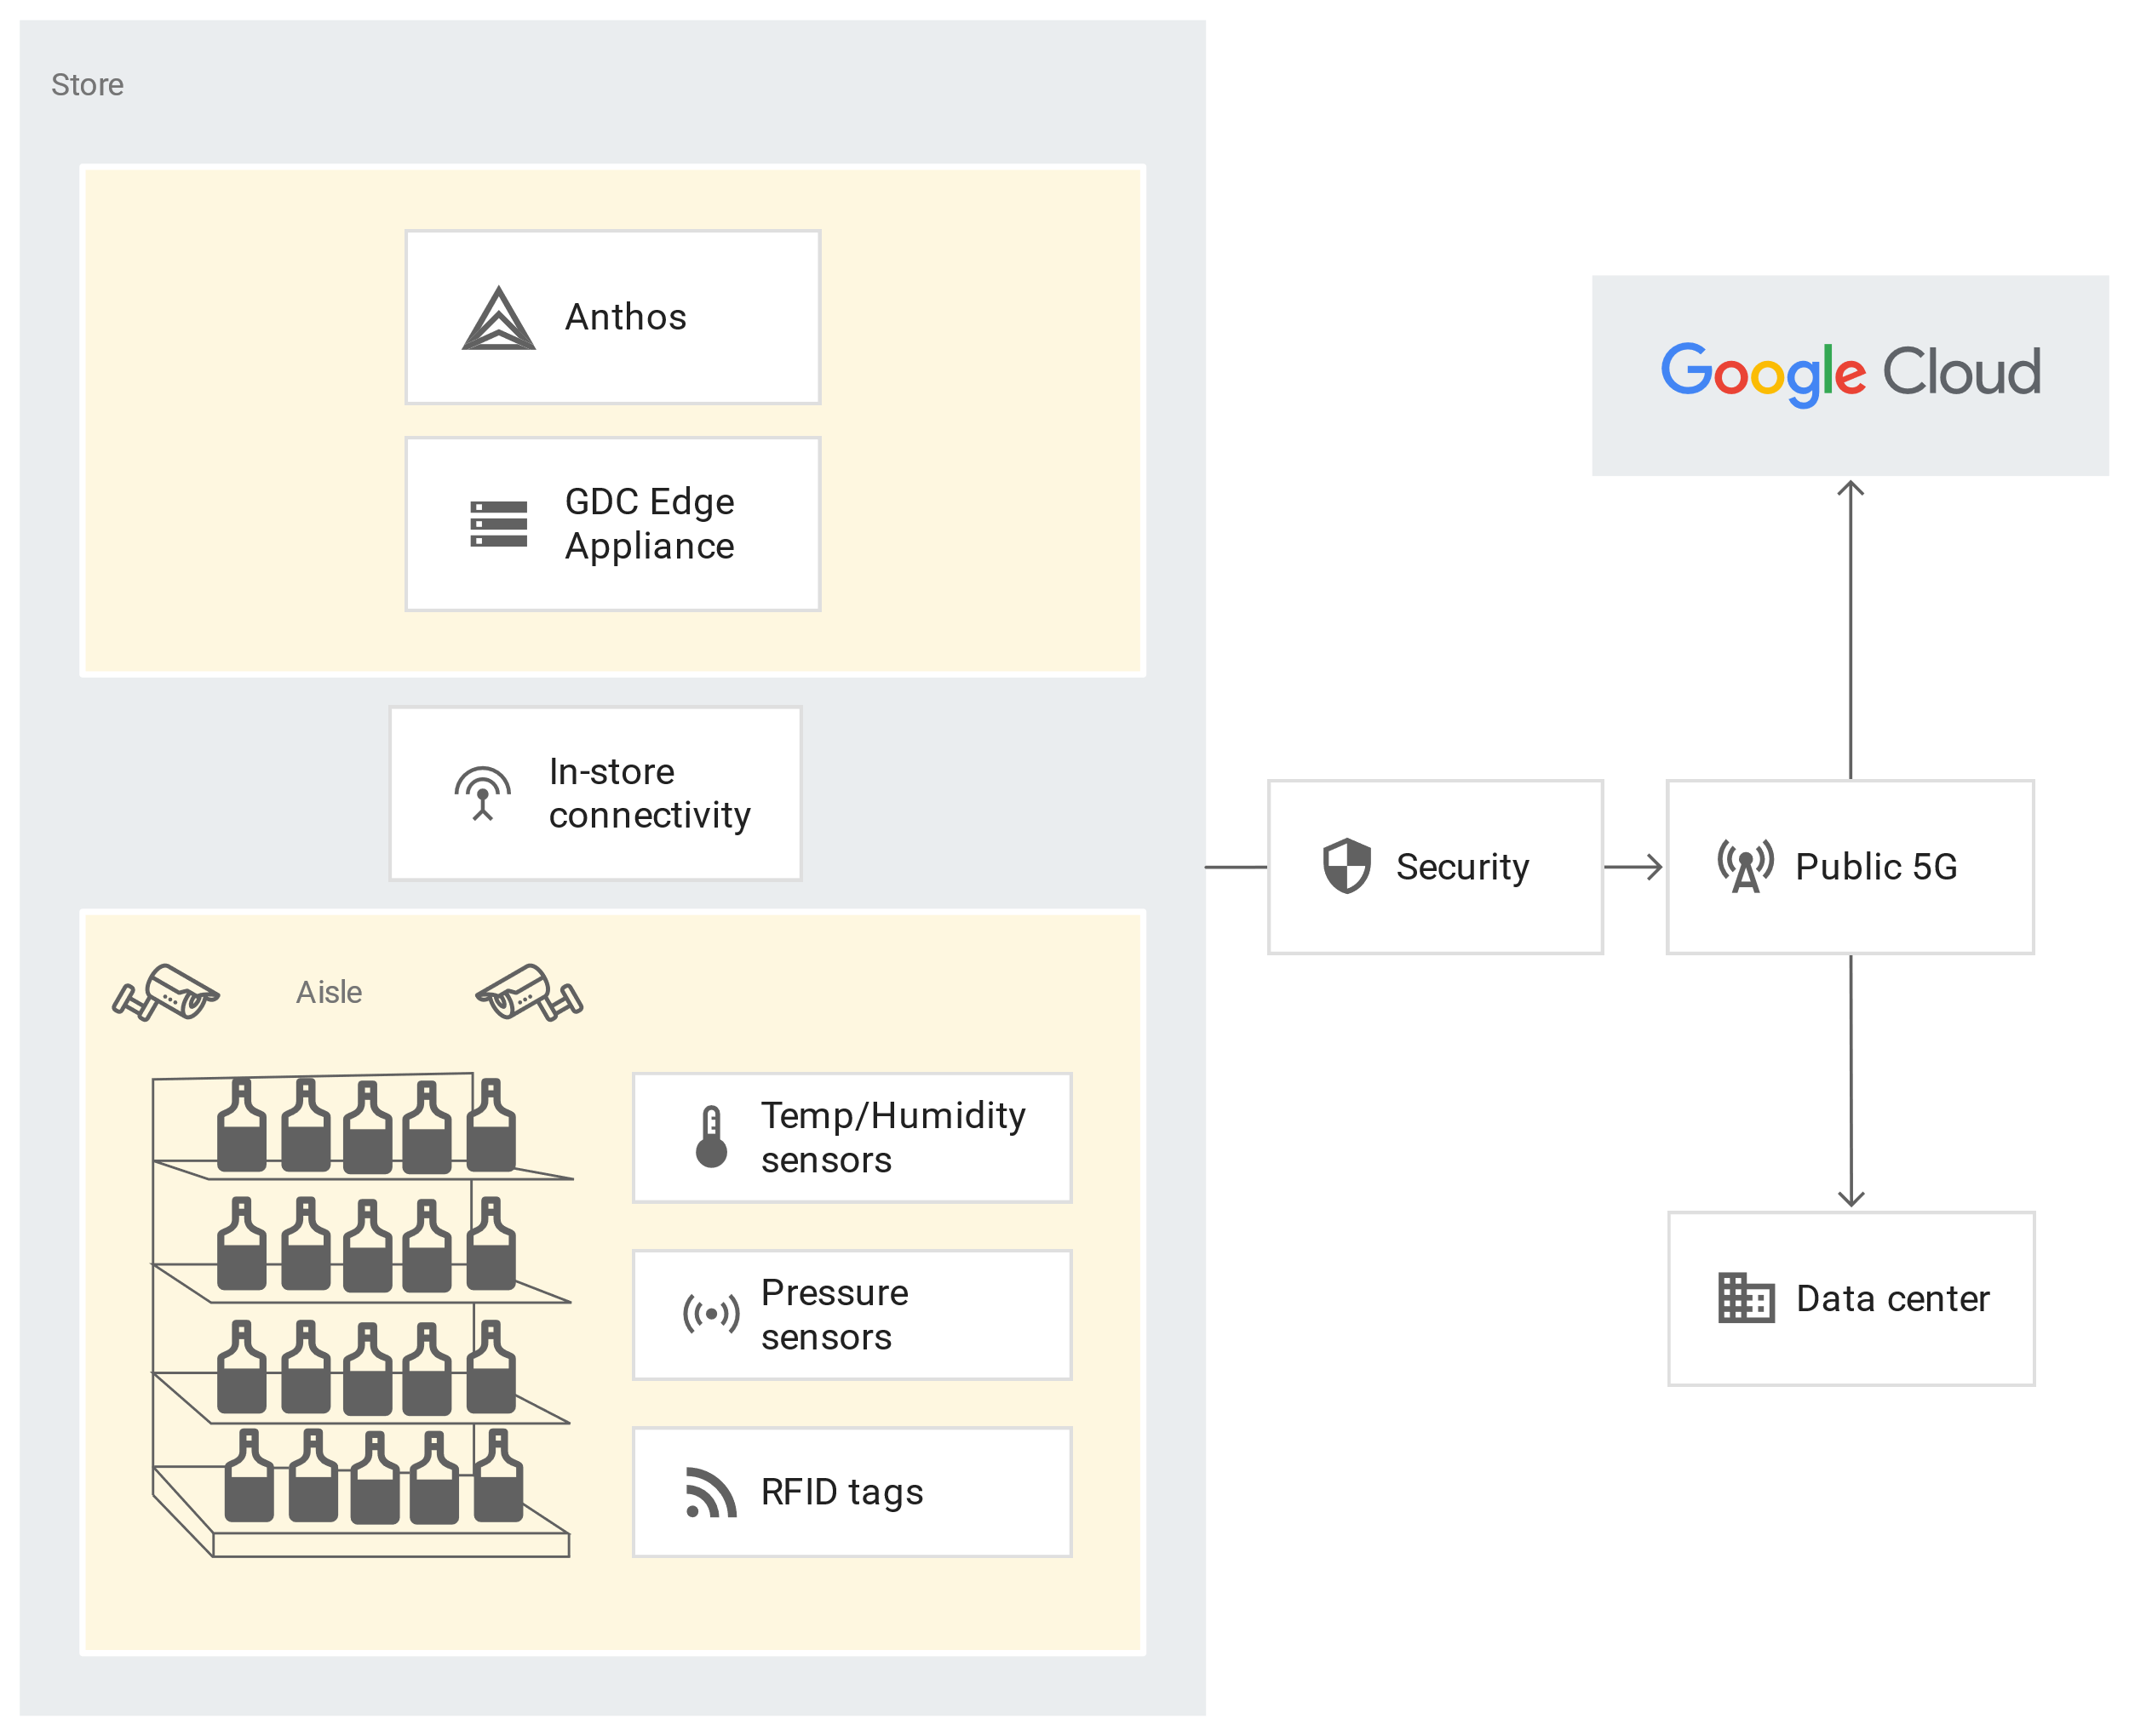 Store
Anthos
GDC Edge
Appliance
In-store
connectivity
Aisle
Temp/Humidity
sensors
Pressure
sensors
RFID tags
Security
Google Cloud
Public 5G
Data center